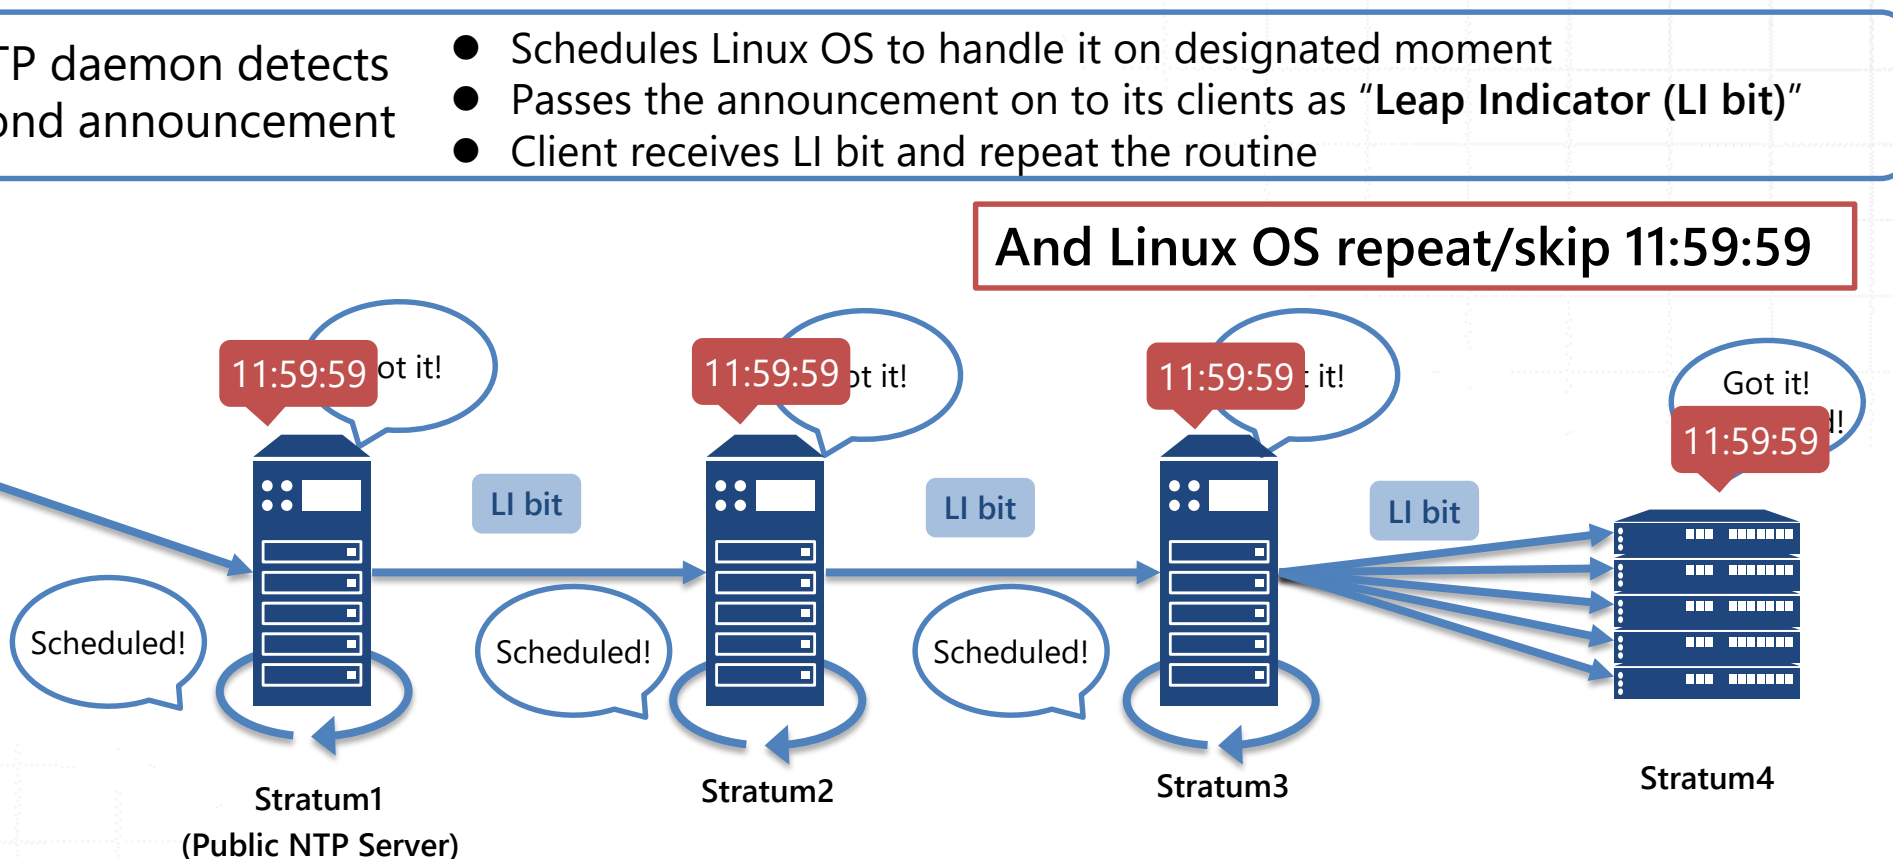 TP daemon detects
ond announcement
● Schedules Linux OS to handle it on designated moment
● Passes the announcement on to its clients as “Leap Indicator (LI bit)”
● Client receives LI bit and repeat the routine
And Linux OS repeat/skip 11:59:59
11:59:59 ot it!
11:59:59 ot it!
11:59:59 it!
Got it!
11:59:59
LI bit
LI bit
LI bit
Scheduled!
Scheduled!
Scheduled!
Stratum1
(Public NTP Server)
Stratum2
Stratum3
Stratum4